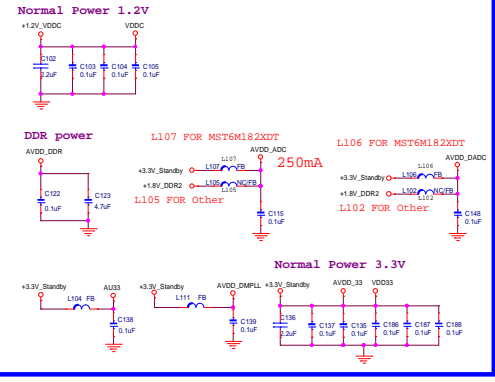 Normal Power 1.2V
+1.2V_VDDC VDDC
C102 2.2uF
C103 0.1uF
C104 0.1uF
C105 0.1uF
DDR power
AVDD_DDR
C122 0.1uF
C123 4.7uF
L107 FOR MST6M182XDT
AVDD_ADC
250mA
L107
+3.3V_Standby L107 FB
+1.8V_DDR2 L105 NC/FB
L105
L105 FOR Other
C115 0.1uF
L106 FOR MST6M182XDT
AVDD_DADC
L106
+3.3V_Standby L106 FB
+1.8V_DDR2 L102 NC/FB
L102
L102 FOR Other
C148 0.1uF
Normal Power 3.3V
+3.3V_Standby AU33
L104 FB
C138 0.1uF
+3.3V_Standby AVDD_DMPLL
L111 FB
C139 0.1uF
+3.3V_Standby AVDD_33 VDD33
C136 2.2uF
C137 0.1uF
C135 0.1uF
C186 0.1uF
C187 0.1uF
C188 0.1uF